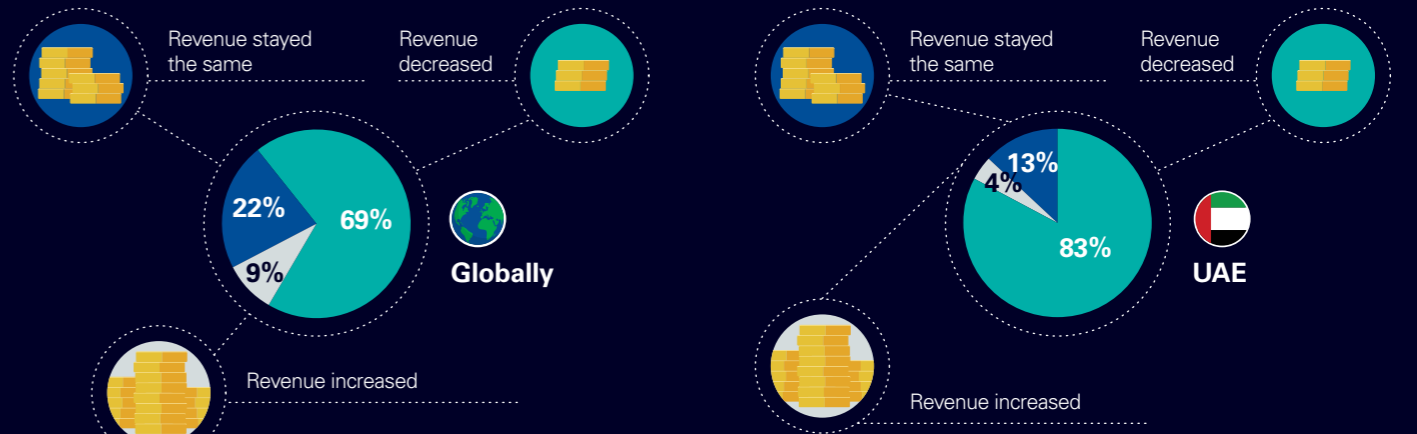 Revenue stayed
the same
Revenue
decreased
22%
69%
9%
Globally
Revenue increased
Revenue stayed
the same
Revenue
decreased
13%
4%
83%
UAE
Revenue increased